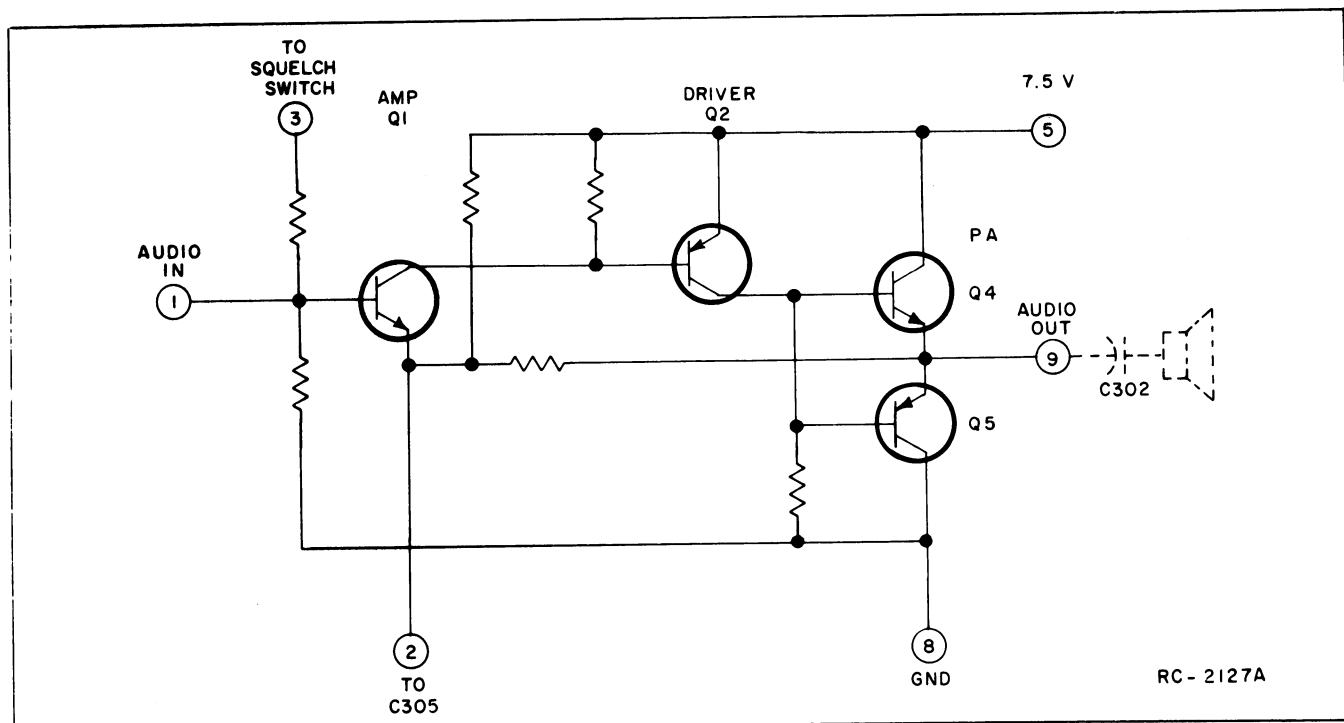 TO
SQUELCH
SWITCH
3
AMP
Q1
DRIVER
Q2
7.5 V
5
AUDIO
IN
1
PA
Q4
AUDIO
OUT
9
C302
Q5
2
TO
C305
8
GND
RC-2127A